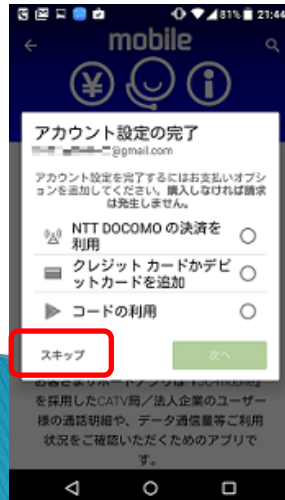 81% 21:44
mobile
アカウント設定の完了
@gmail.com
アカウント設定を完了するにはお支払いオプシ
ョンを追加してください。購入しなければ請求
は発生しません。
NTT DOCOMO の決済を
利用
クレジット カードかデビ
ットカードを追加
コードの利用
スキップ
次へ
を採用したCATV局／法人企業のユーザー
様の通話明細や、データ通信量等ご利用
状況をご確認いただくためのアプリで
す。